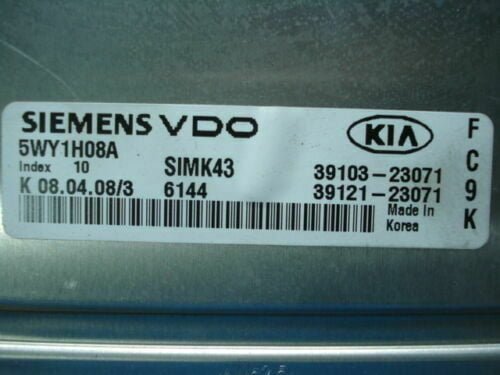 SIEMENS VDO KIA
5WY1H08A
Index 10 SIMK43 39103-23071
K 08.04.08/3 6144 39121-23071
Made In
Korea
FC9K